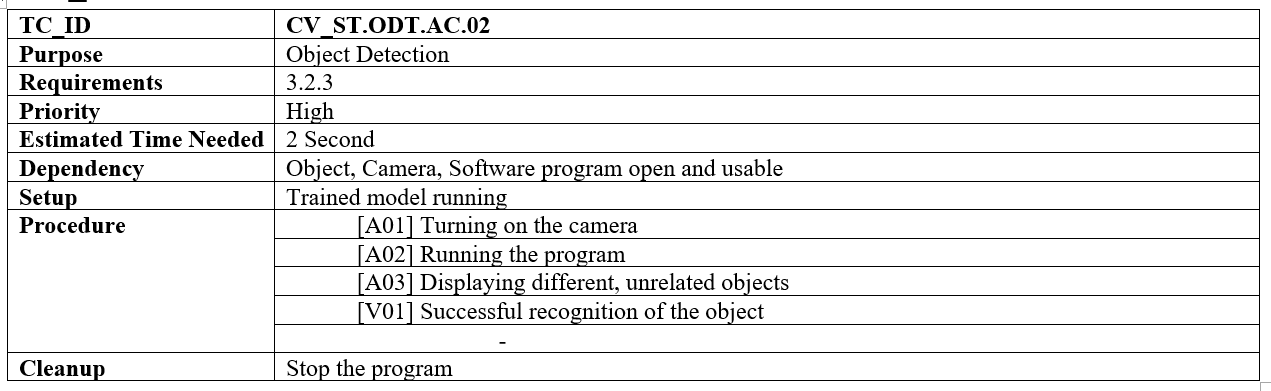 TC_ID CV_ST.ODT.AC.02
Purpose Object Detection
Requirements 3.2.3
Priority High
Estimated Time Needed 2 Second
Dependency Object, Camera, Software program open and usable
Setup Trained model running
Procedure [A01] Turning on the camera
[A02] Running the program
[A03] Displaying different, unrelated objects
[V01] Successful recognition of the object
-
Cleanup Stop the program